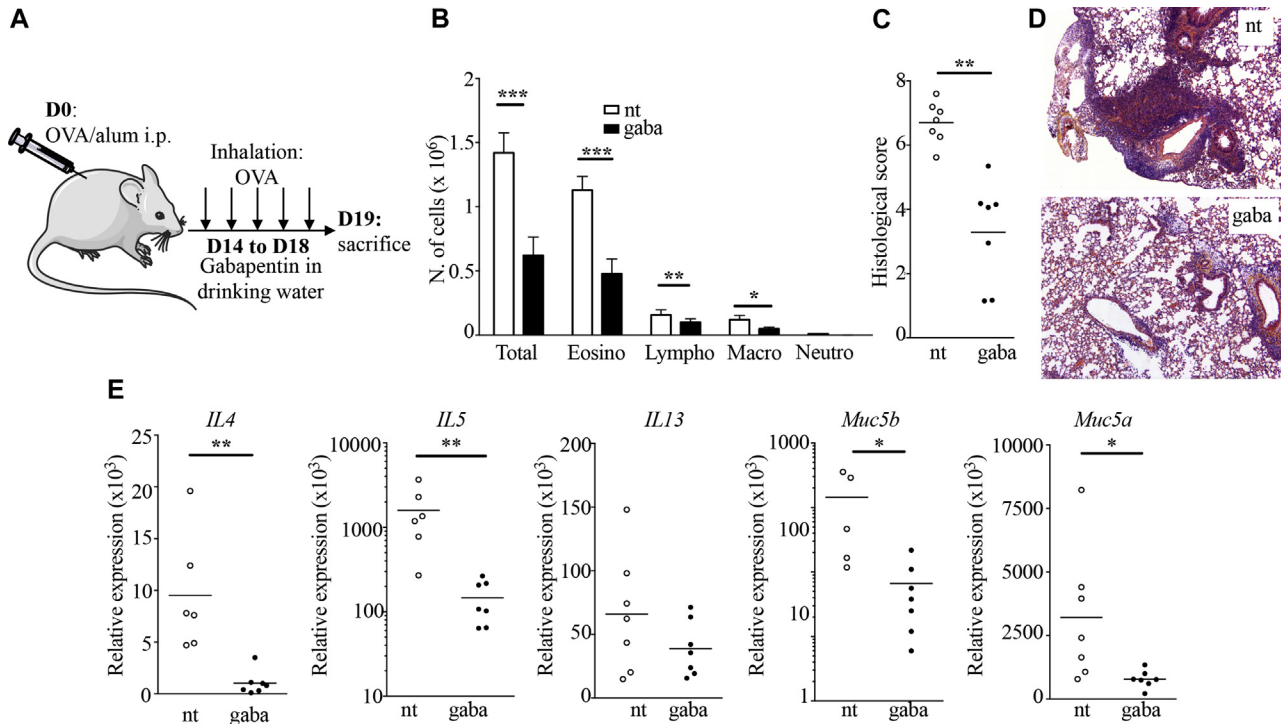 A
D0:
OVA/alum i.p.
Inhalation:
OVA
D14 to D18
Gabapentin in
drinking water
D19:
sacrifice
B
N. of cells (x 10⁶)
2
1.5
1
0.5
0
***
***
**
*
nt
gaba
Total
Eosino
Lympho
Macro
Neutro
C
Histological score
8
6
4
2
0
**
nt
gaba
D
nt
gaba
E
IL4
**
Relative expression (x10³)
25
20
15
10
5
0
nt
gaba
IL5
**
Relative expression (x10³)
10000
1000
100
10
nt
gaba
IL13
Relative expression (x10³)
200
150
100
50
0
nt
gaba
Muc5b
*
Relative expression (x10³)
1000
100
10
1
nt
gaba
Muc5a
*
Relative expression (x10³)
10000
7500
5000
2500
0
nt
gaba